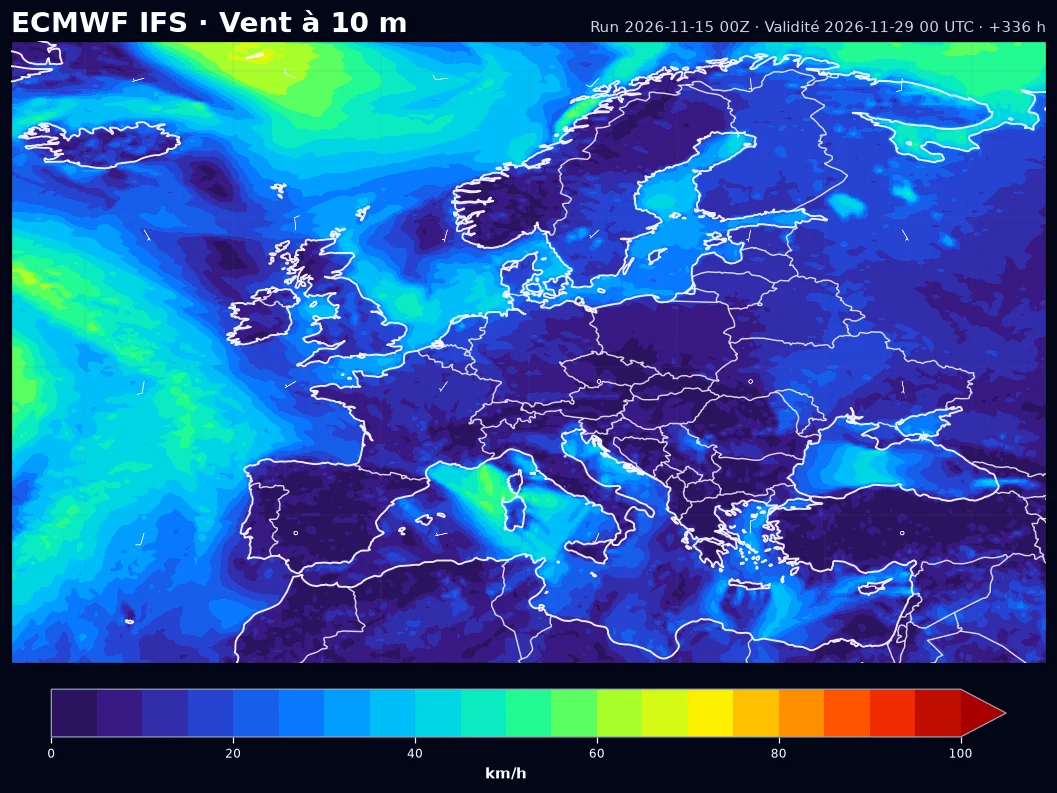 ECMWF IFS · Vent à 10 m
Run 2026-11-15 00Z · Validité 2026-11-29 00 UTC · +336 h
0 20 40 60 80 100
km/h